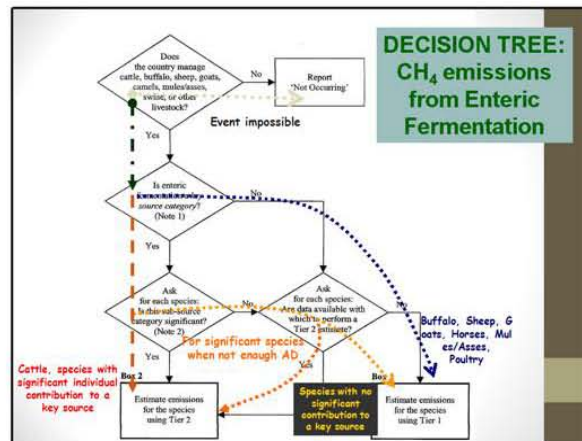 DECISION TREE:
CH4 emissions
from Enteric
Fermentation
Does
the country manage
cattle, buffalo, sheep, goats,
camels, mules/asses,
swine, or other
livestock?
No
Report
'Not Occurring'
Event impossible
Yes
Is enteric
source category?
(Note 1)
No
Yes
Ask
for each species:
Is this sub-source
category significant?
(Note 2)
No
Ask
for each species:
Are data available with
which to perform a
Tier 2 estimate?
No
Buffalo, Sheep, G
oats, Horses, Mul
es/Asses,
Poultry
For significant species
when not enough AD
Yes
Yes
Cattle, species with
significant individual
contribution to a
key source
Box 2
Estimate emissions
for the species
using Tier 2
Species with no
significant
contribution to
a key source
Box
Estimate emissions
for the species
using Tier 1